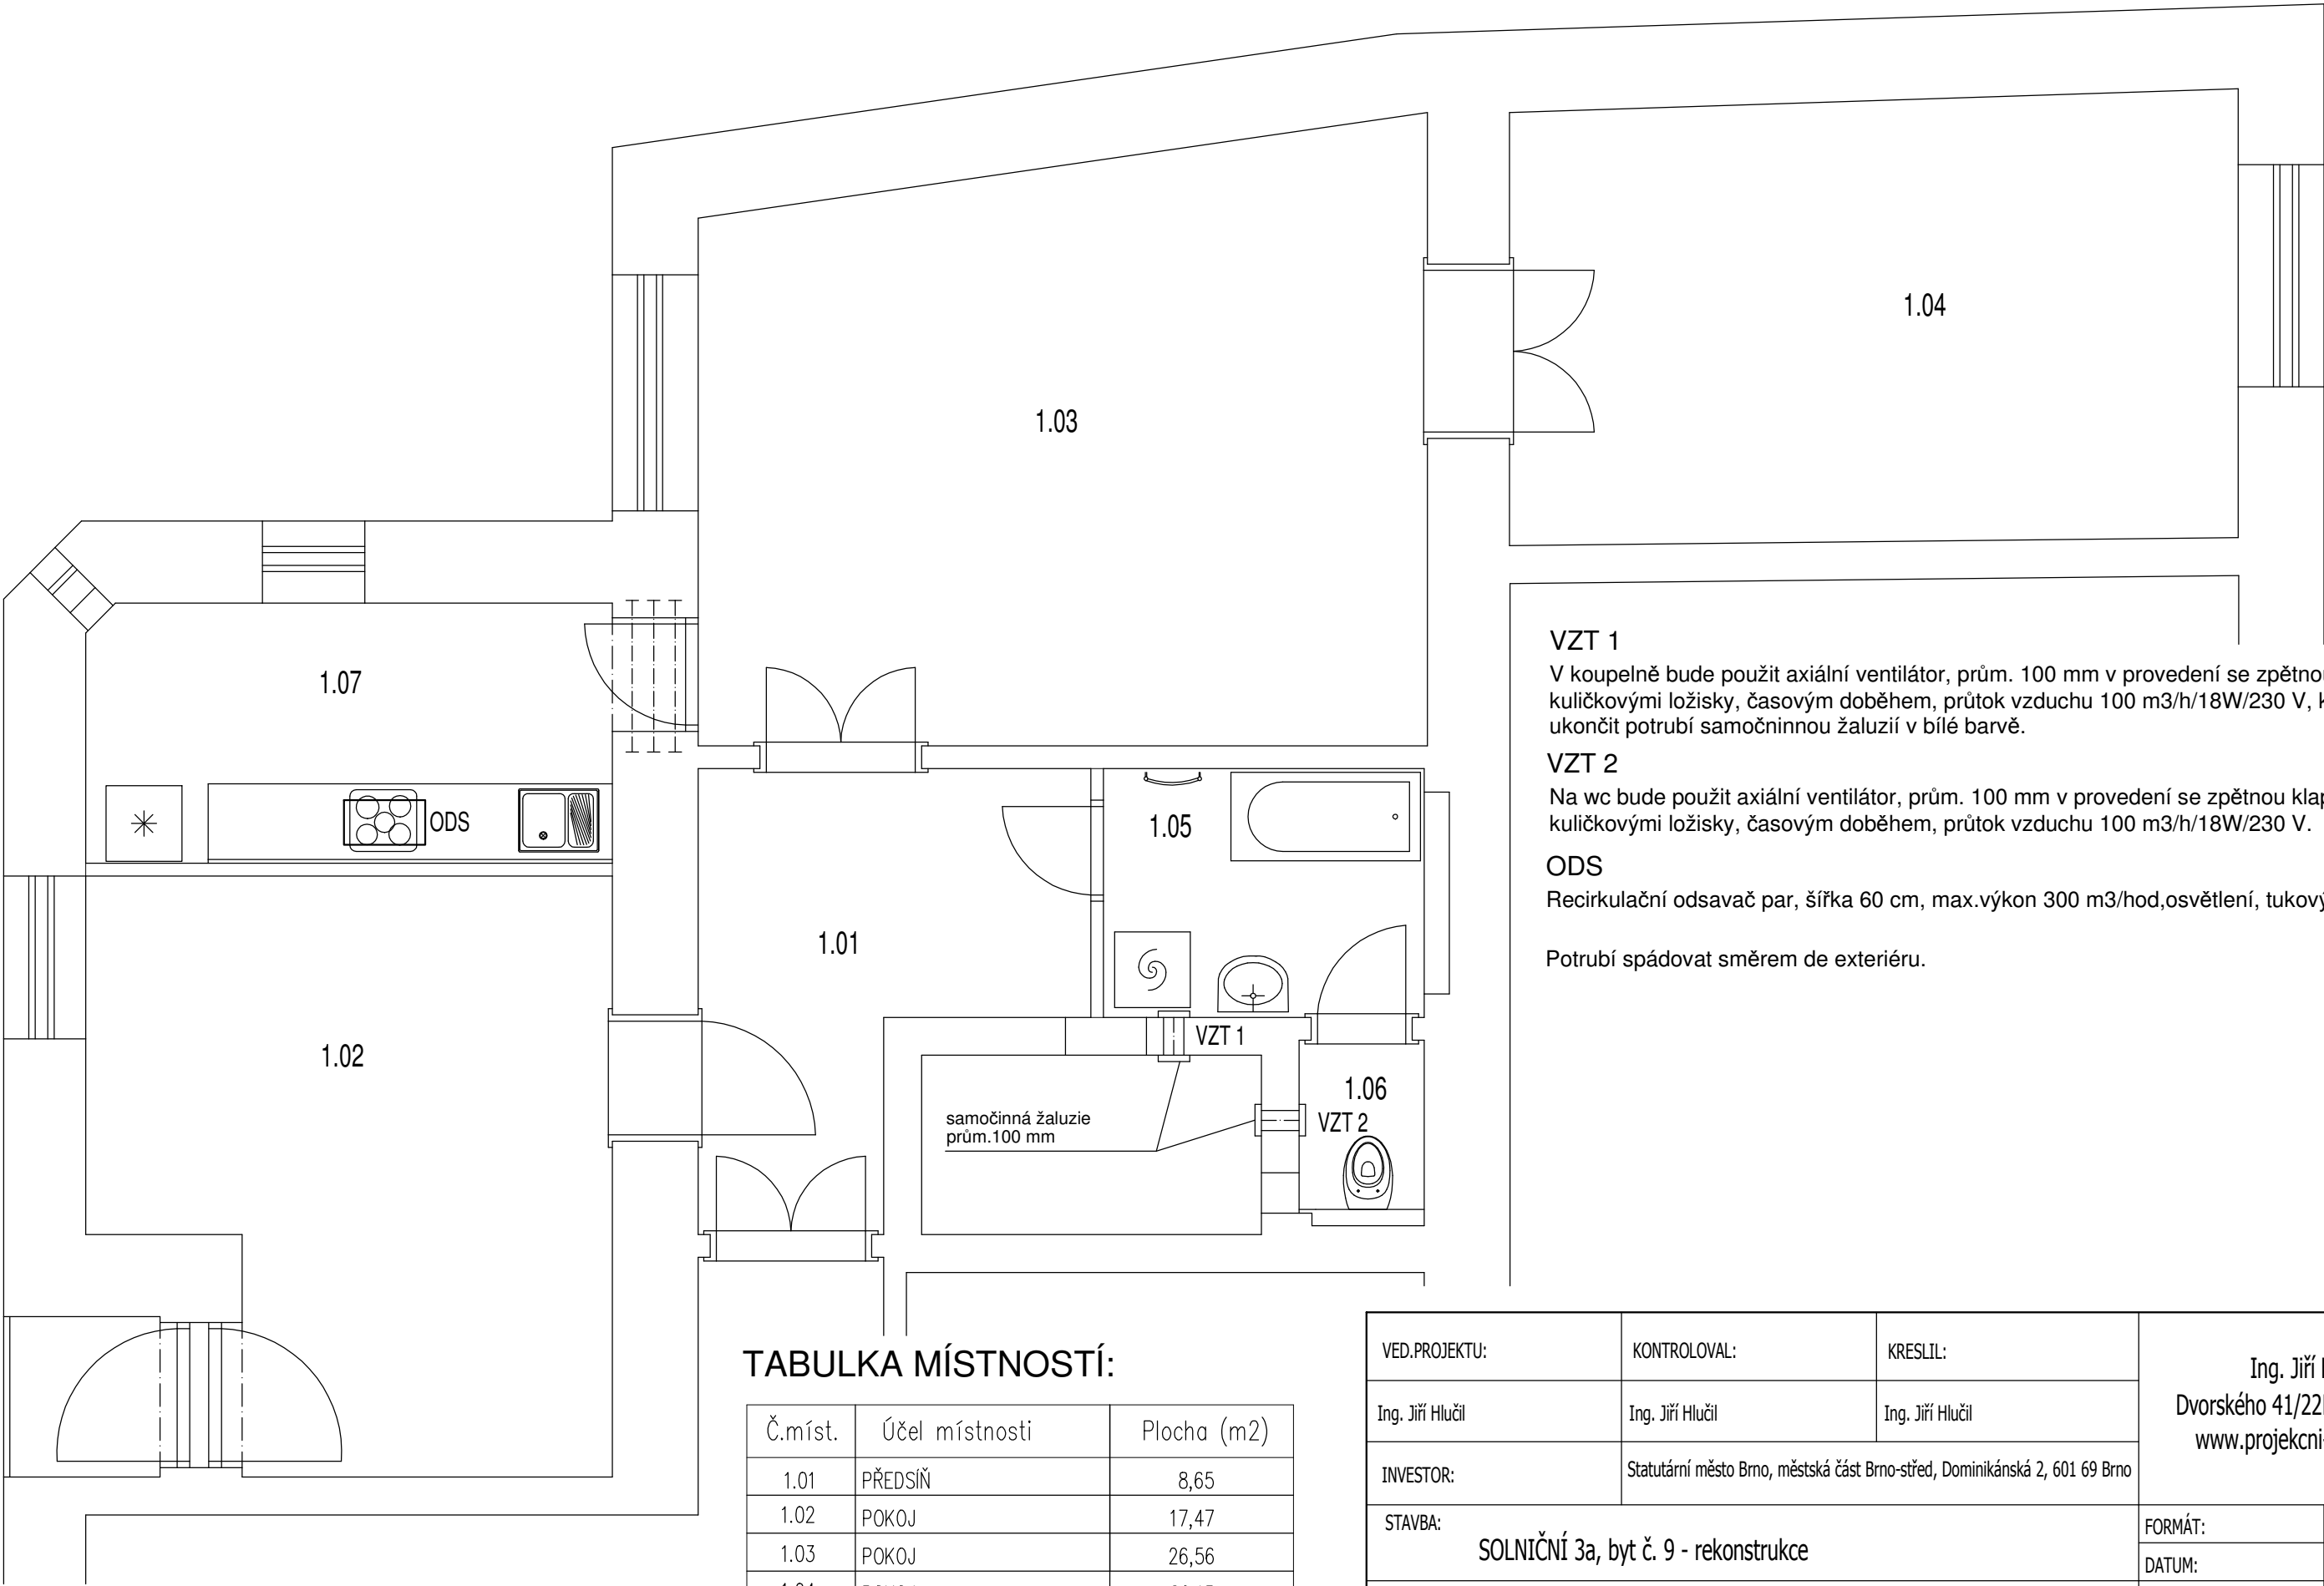 1.04
1.03
1.07
ODS
1.05
1.01
1.02
VZT 1
1.06
VZT 2
samočinná žaluzie
prům.100 mm
VZT 1
V koupelně bude použit axiální ventilátor, prům. 100 mm v provedení se
kuličkovými ložisky, časovým doběhem, průtok vzduchu 100 m3/h/18W/230 V,
ukončit potrubí samočninnou žaluzií v bílé barvě.
VZT 2
Na wc bude použit axiální ventilátor, prům. 100 mm v provedení se zpětnou
kuličkovými ložisky, časovým doběhem, průtok vzduchu 100 m3/h/18W/230 V.
ODS
Recirkulační odsavač par, šířka 60 cm, max.výkon 300 m3/hod,osvětlení,
Potrubí spádovat směrem de exteriéru.
TABULKA MÍSTNOSTÍ:
Č.míst. Účel místnosti Plocha (m2)
1.01 PŘEDSÍŇ 8,65
1.02 POKOJ 17,47
1.03 POKOJ 26,56
VED.PROJEKTU: KONTROLOVAL: KRESLIL:
Ing. Jiří Hlučil Ing. Jiří Hlučil Ing. Jiří Hlučil
Ing. Jiří
Dvorského 41/22
www.projekcni
INVESTOR: Statutární město Brno, městská část Brno-střed, Dominikánská 2, 601 69 Brno
STAVBA:
SOLNIČNÍ 3a, byt č. 9 - rekonstrukce
FORMÁT:
DATUM: